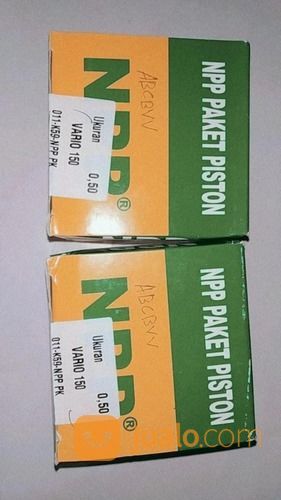 NPP PAKET PISTON
ABCBVV
NPP®
Ukuran
0,50
VARIO 150
011-K59-NPP PK
NPP PAKET PISTON
ABCBVV
NPP®
Ukuran
0,50
VARIO 150
011-K59-NPP PK
jualo.com